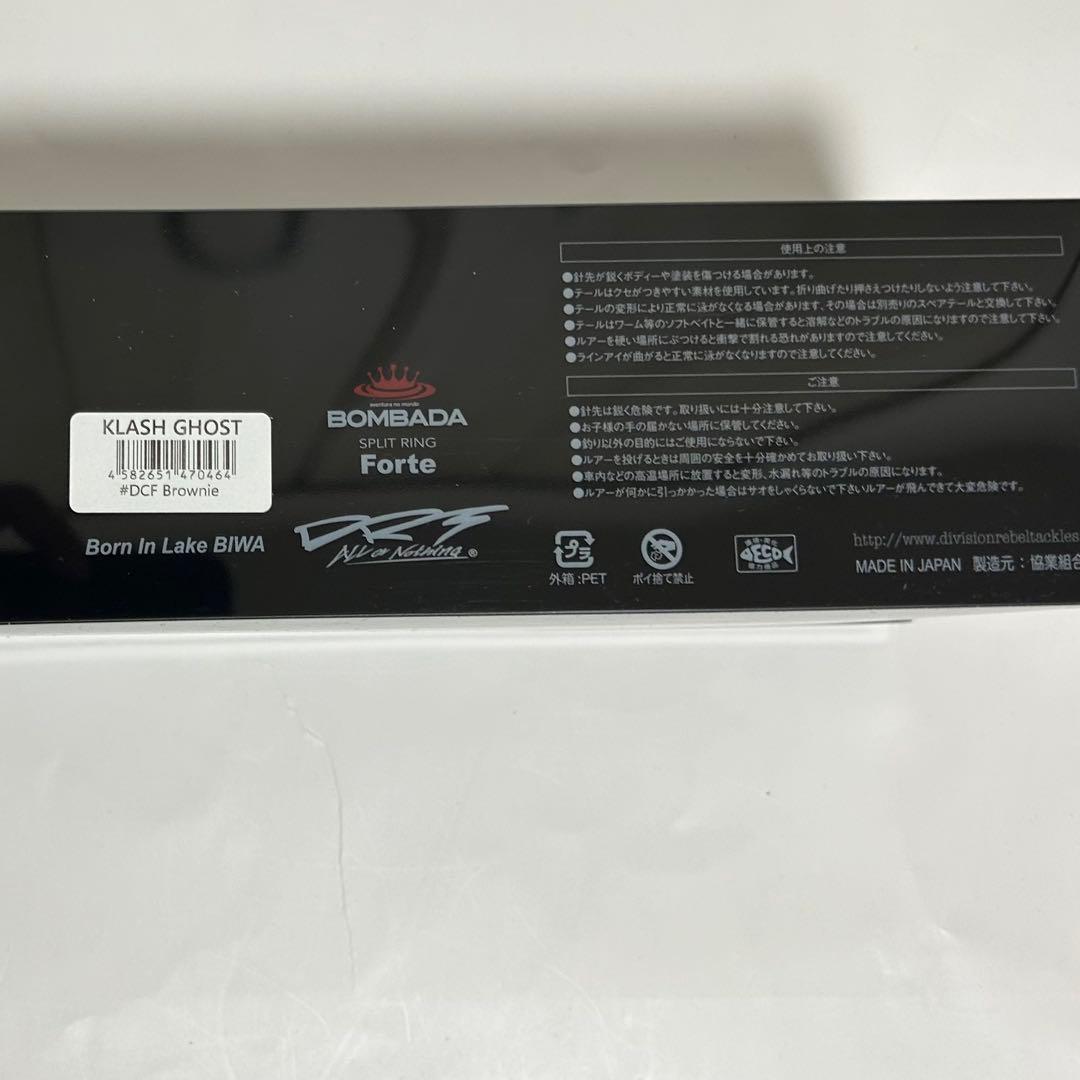 使用上の注意
●針先が鋭くボディーや塗装を傷つける場合があります。
●テールはクセがつきやすい素材を使用しています。折り曲げたり押さえつけたりしないよう注意して下さい。
●テールの変形により正常に泳がなくなる場合があります、その場合は別売りのスペアテールと交換して下さい。
●テールはワーム等のソフトベイトと一緒に保管すると溶解などのトラブルの原因になりますので注意して下さい。
●ルアーを硬い場所にぶつけると衝撃で割れる恐れがありますので注意してください。
●ラインアイが曲がると正常に泳がなくなりますので注意してください。
ご注意
●針先は鋭く危険です。取り扱いには十分注意して下さい。
●お子様の手の届かない場所に保管してください。
●釣り以外の目的にはご使用にならないで下さい。
●ルアーを投げるときは周囲の安全を十分確かめてお取り扱い下さい。
●車内などの高温場所に放置すると変形、水漏れ等のトラブルの原因になります。
●ルアーが何かに引っかかった場合はサオをしゃくらないで下さいルアーが飛んできて大変危険です。
aventura no mundo
BOMBADA
SPLIT RING
Forte
KLASH GHOST
4 582651 470464
#DCF Brownie
Born In Lake BIWA
DRT
All or Nothing ®
プラ
外箱:PET
ポイ捨て禁止
ECO
http://www.divisionrebeltackles
MADE IN JAPAN 製造元：協業組合